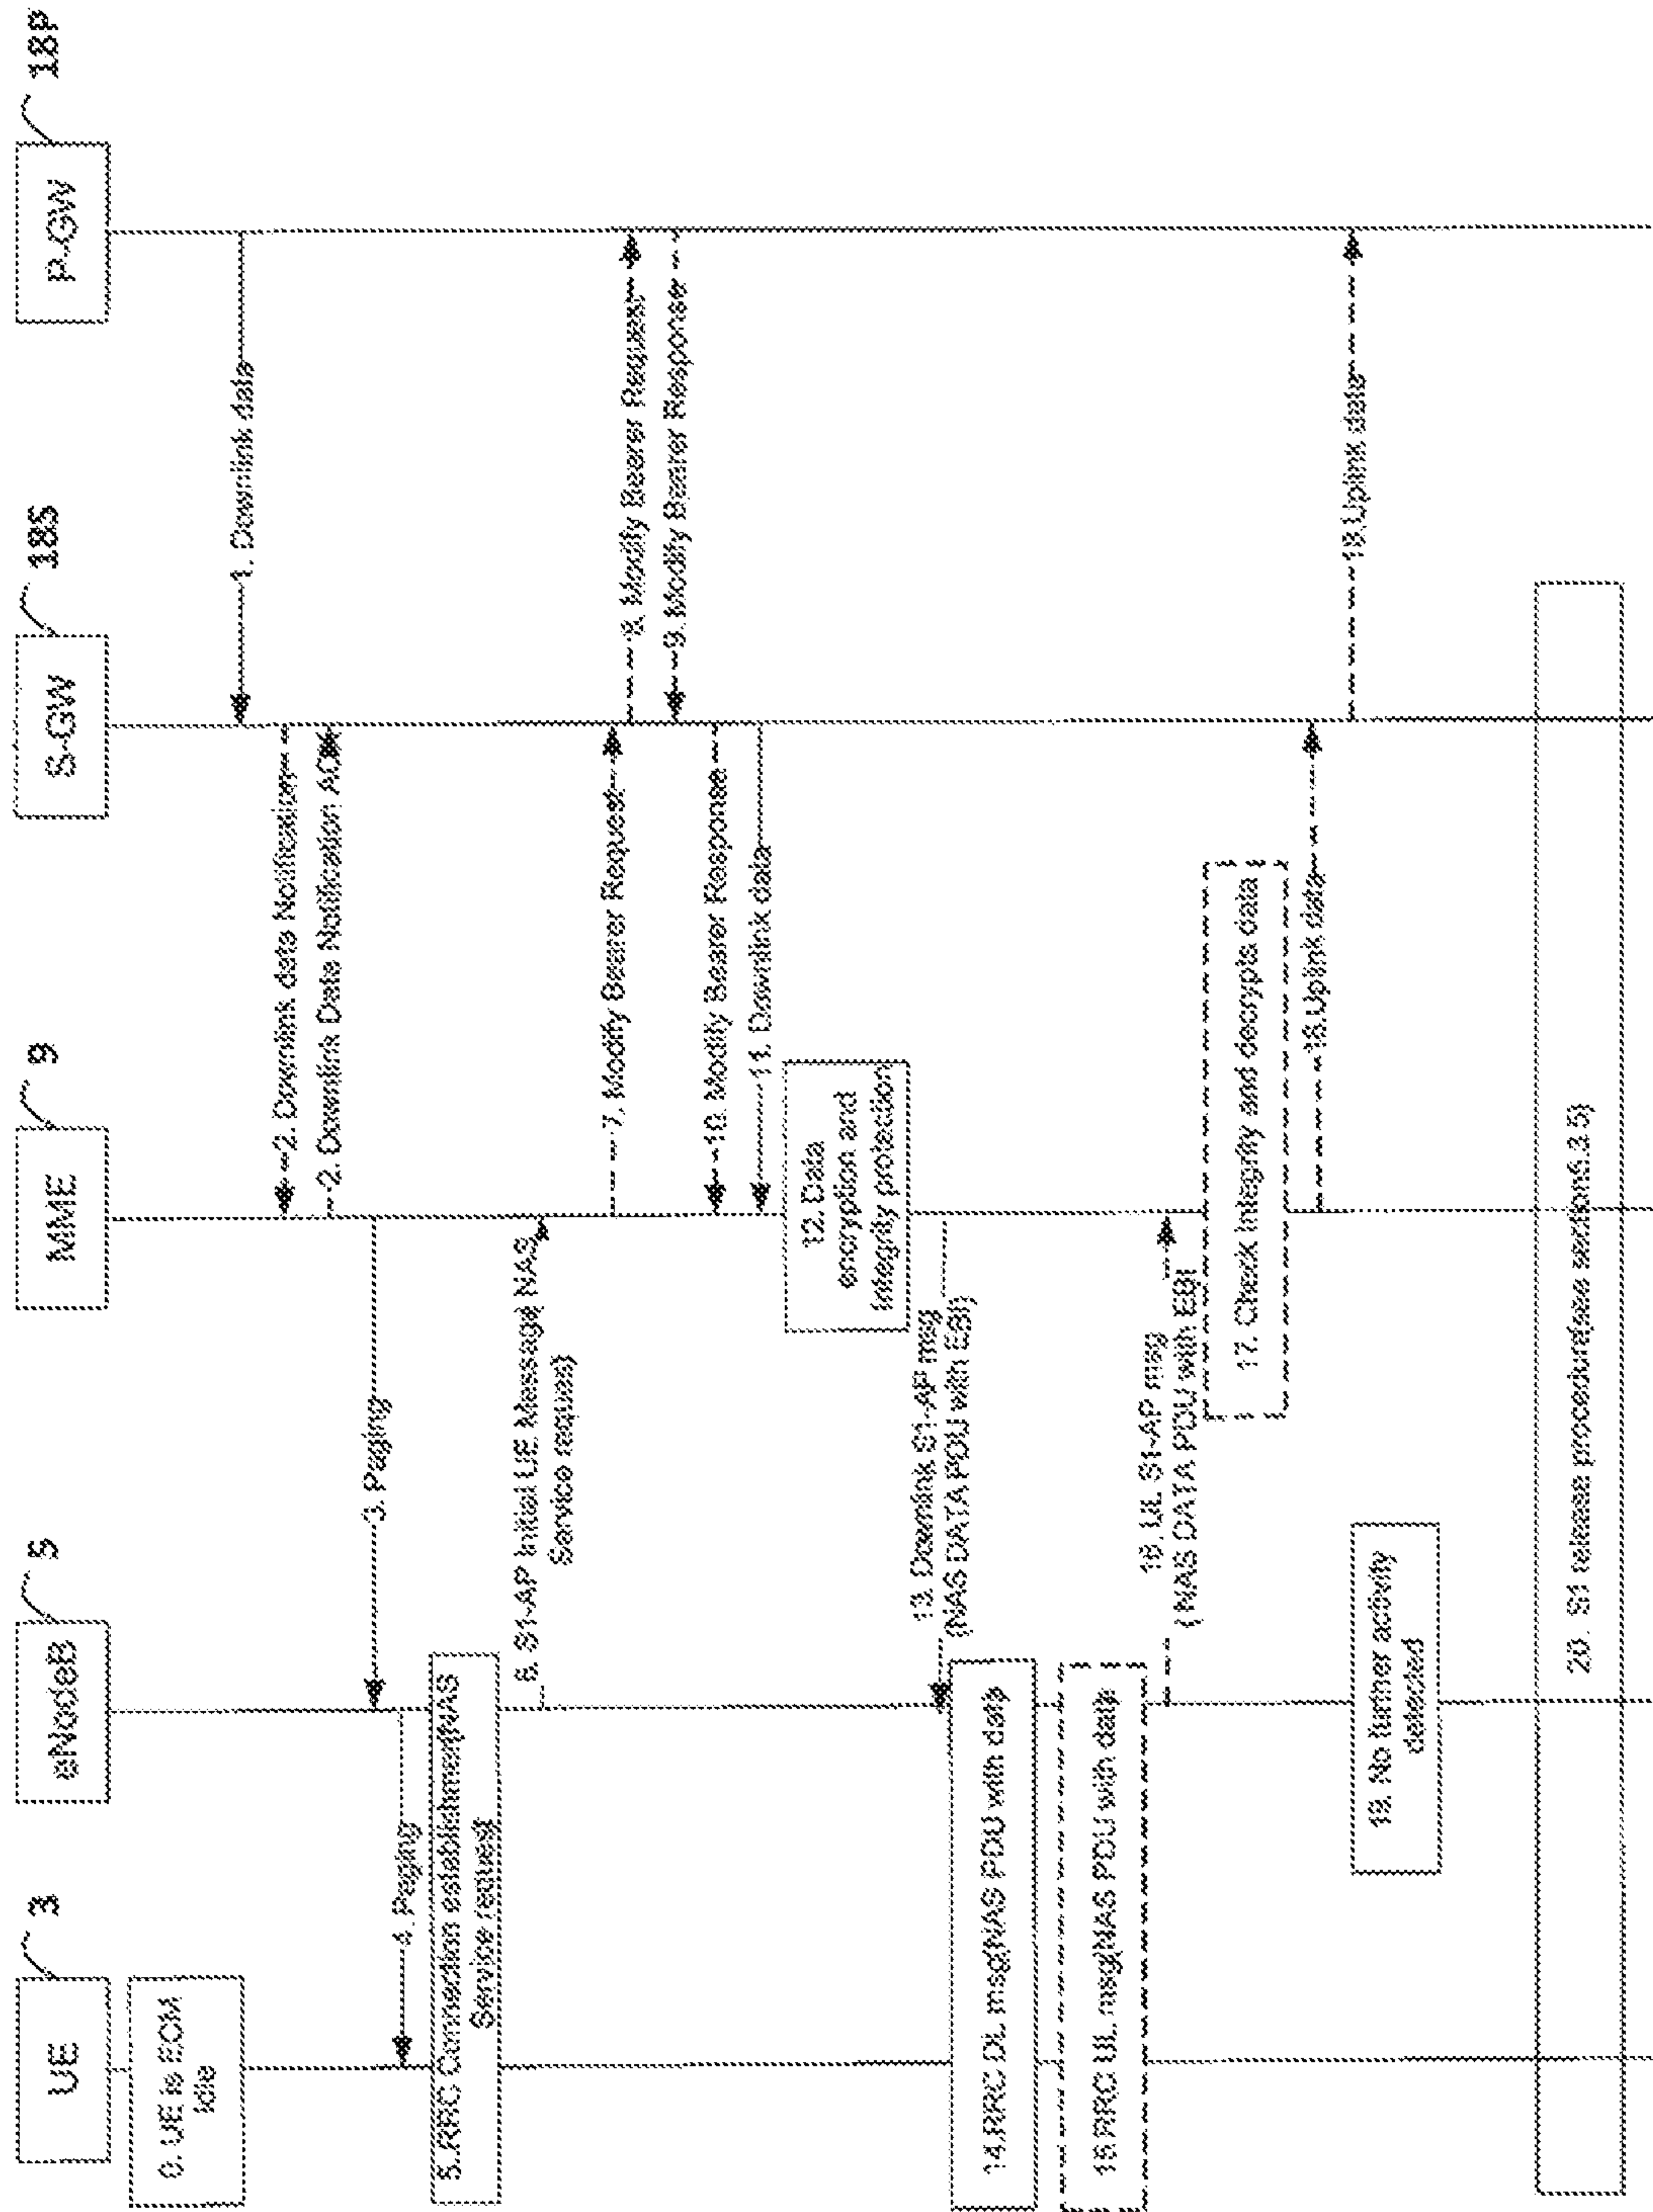 UE
3
eNodeB
5
MME
9
S-GW
18S
P-GW
18P
0. UE is ECM
Idle
1. Downlink data
2. Downlink data Notification
2. Downlink Data Notification ACK
3. Paging
4. Paging
5.RRC Connection establishment(NAS
Service request)
6. S1-AP Initial UE Message( NAS
Service request)
7. Modify Bearer Request
8. Modify Bearer Request
9. Modify Bearer Response
10. Modify Bearer Response
11. Downlink data
12. Data
encryption and
Integrity protection
13. Downlink S1-AP msg
(NAS DATA PDU with EBI)
14.RRC DL msg(NAS PDU with data
15.RRC UL msg(NAS PDU with data
16. UL S1-AP msg
( NAS DATA PDU with EBI
17. Check Integrity and decrypts data
18.Uplink data
18.Uplink data
19. No further activity
detected
20. S1 release procedure(see section5.3.5)